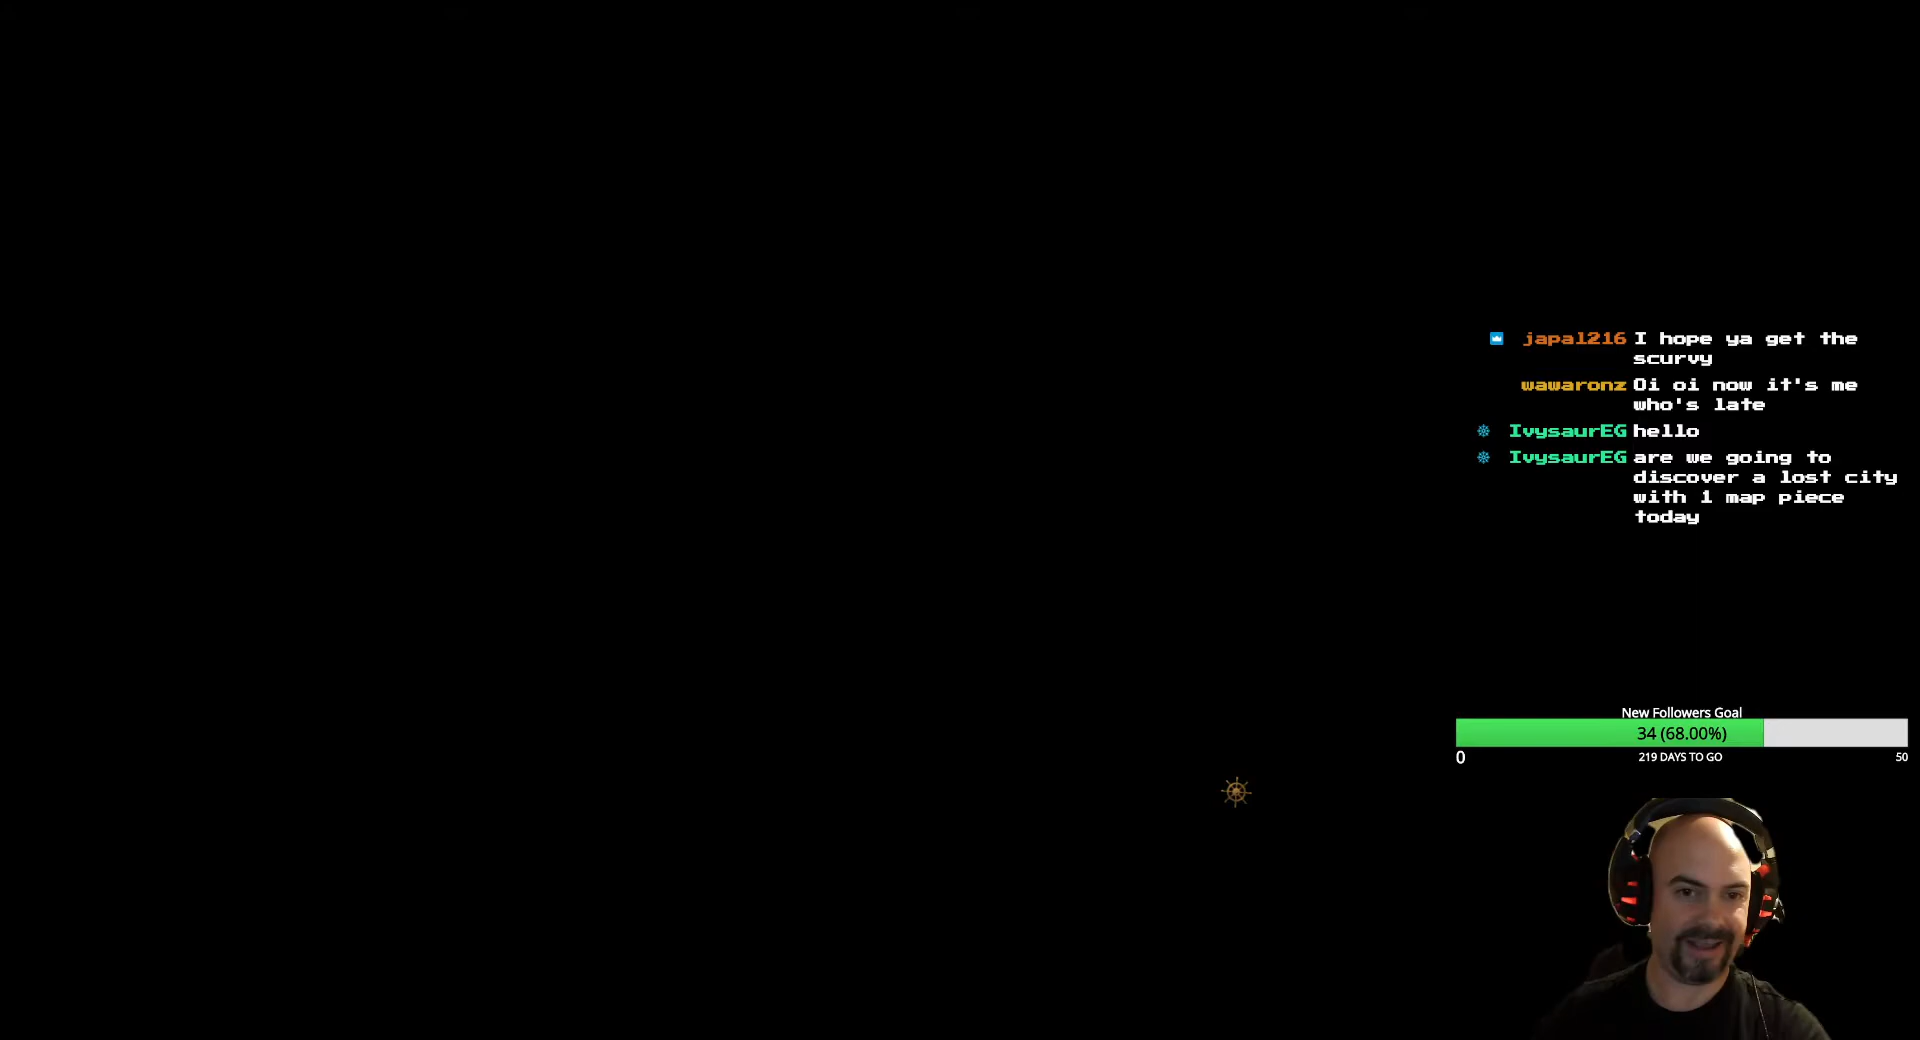 japal216 I hope ya get the
scurvy
wawaronz Oi oi now it's me
who's late
IvysaurEG hello
IvysaurEG are we going to
discover a lost city
with 1 map piece
today
New Followers Goal
34 (68.00%)
0 219 DAYS TO GO 50